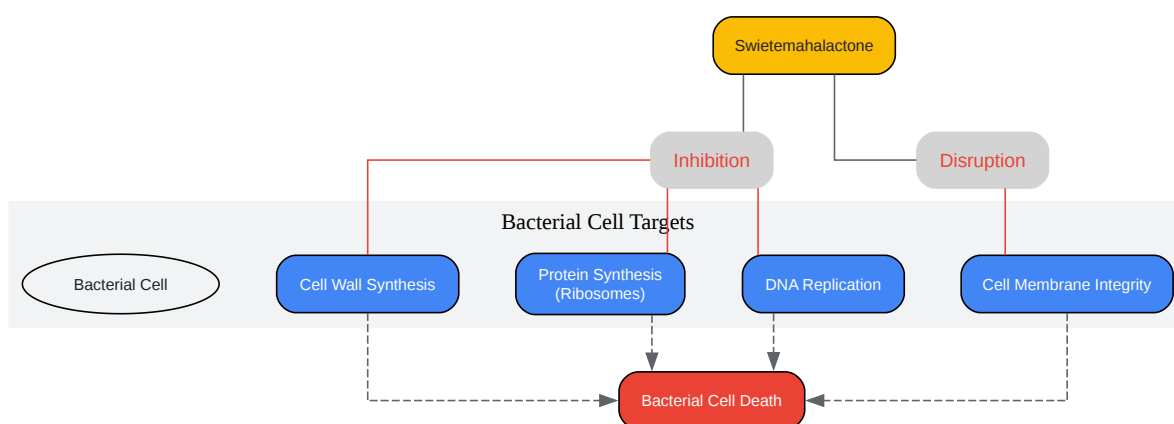 Swietemahalactone
Inhibition
Disruption
Bacterial Cell Targets
Bacterial Cell
Cell Wall Synthesis
Protein Synthesis
(Ribosomes)
DNA Replication
Cell Membrane Integrity
Bacterial Cell Death